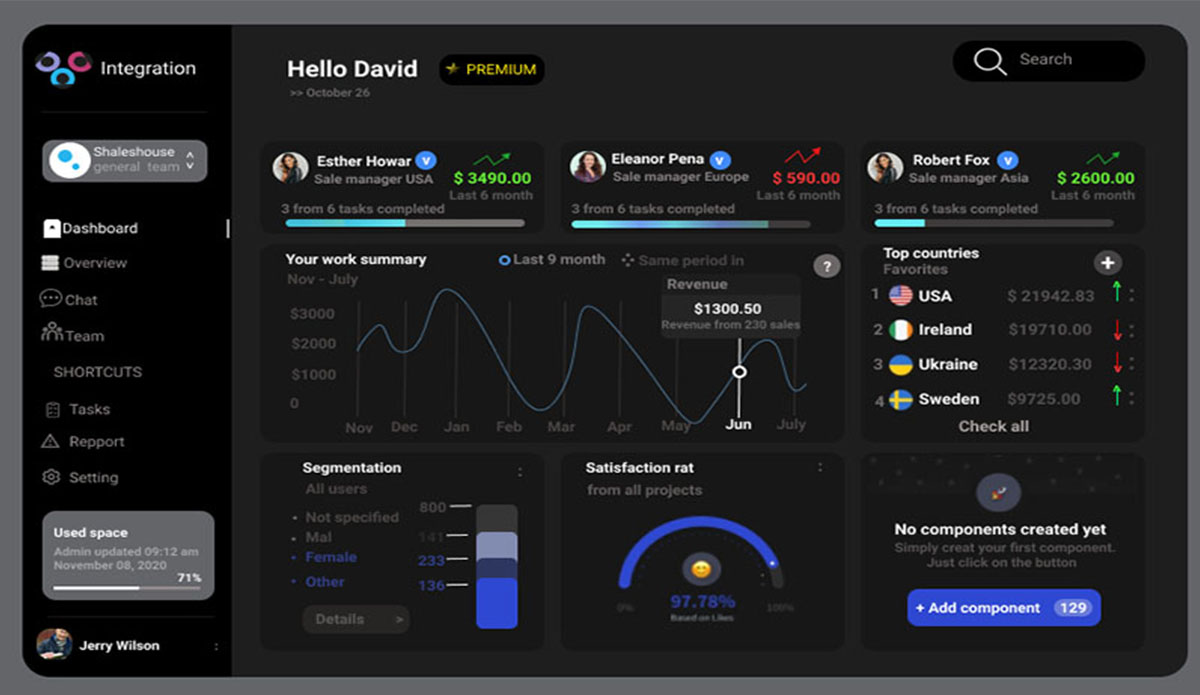 Integration
Shaleshouse
general team
Dashboard
Overview
Chat
Team
SHORTCUTS
Tasks
Repport
Setting
Used space
Admin updated 09:12 am
November 08, 2020
71%
Jerry Wilson
Hello David
PREMIUM
>> October 26
Search
Esther Howar V
Sale manager USA
$ 3490.00
Last 6 month
3 from 6 tasks completed
Eleanor Pena V
Sale manager Europe
$ 590.00
Last 6 month
3 from 6 tasks completed
Robert Fox V
Sale manager Asia
$ 2600.00
Last 6 month
3 from 6 tasks completed
Your work summary
Nov - July
Last 9 month
Same period in
?
Revenue
$1300.50
Revenue from 230 sales
$3000
$2000
$1000
0
Nov Dec Jan Feb Mar Apr May Jun July
Top countries
Favorites
+
1 USA $ 21942.83
2 Ireland $19710.00
3 Ukraine $12320.30
4 Sweden $9725.00
Check all
Segmentation
All users
800
• Not specified
• Mal 141
• Female 233
• Other 136
Details >
Satisfaction rat
from all projects
0% 100%
97.78%
Based on Likes
No components created yet
Simply creat your first component.
Just click on the button
+ Add component 129